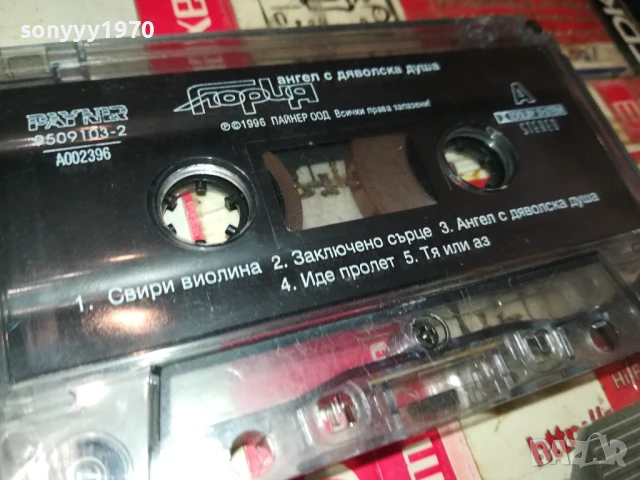 sonyyy1970
ангел с дяволска душа
Глория
PAYNER
9509103-2
A002396
℗©1996 ПАЙНЕР ООД Всички права запазени!
A
STEREO
1. Свири виолина 2. Заключено сърце 3. Ангел с дяволска душа
4. Иде пролет 5. Тя или аз
BAZAR